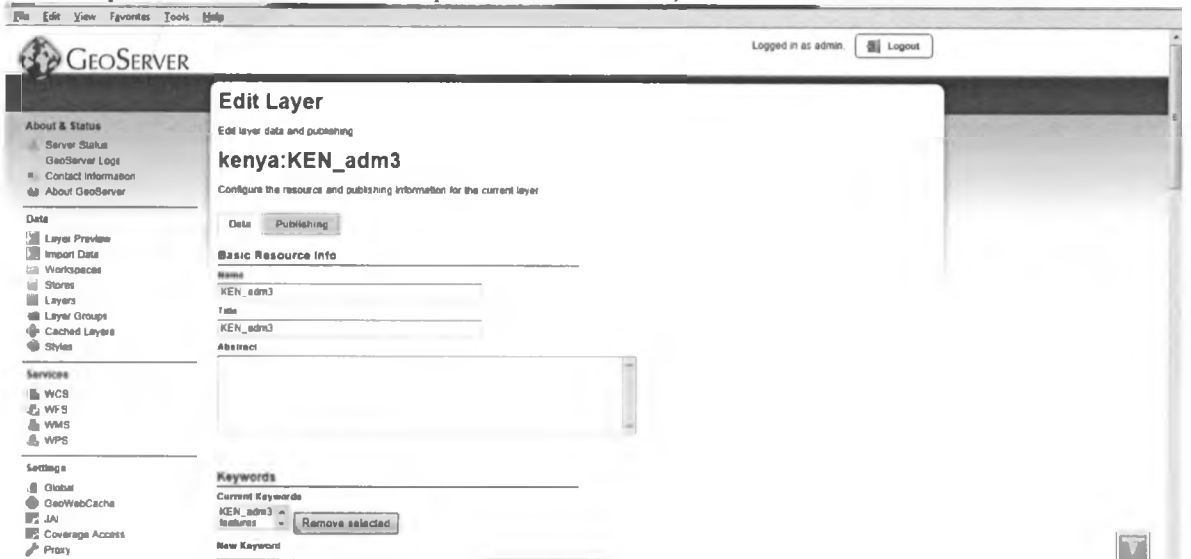 File Edit View Favorites Tools Help
GEOSERVER
Logged in as admin. Logout
About & Status
Server Status
GeoServer Logs
Contact Information
About GeoServer
Data
Layer Preview
Import Data
Workspaces
Stores
Layers
Layer Groups
Cached Layers
Styles
Services
WCS
WFS
WMS
WPS
Settings
Global
GeoWebCache
JAI
Coverage Access
Proxy
Edit Layer
Edit layer data and publishing
kenya:KEN_adm3
Configure the resource and publishing information for the current layer
Data Publishing
Basic Resource Info
Name
KEN_adm3
Title
KEN_adm3
Abstract
Keywords
Current Keywords
KEN_adm3
features
Remove selected
New Keyword